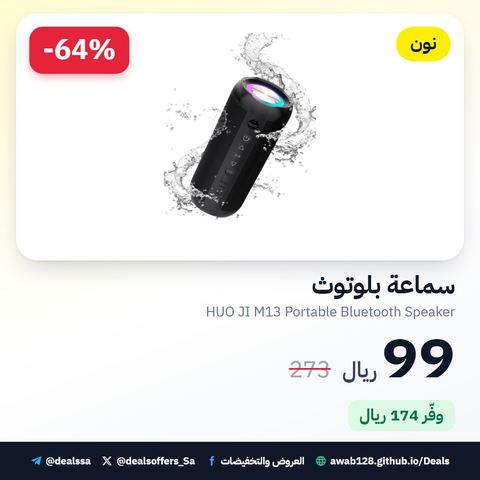 -64%
نون
سماعة بلوتوث
HUO JI M13 Portable Bluetooth Speaker
99 ريال 273
وفّر 174 ريال
@dealssa @dealsoffers_Sa العروض والتخفيضات awab128.github.io/Deals